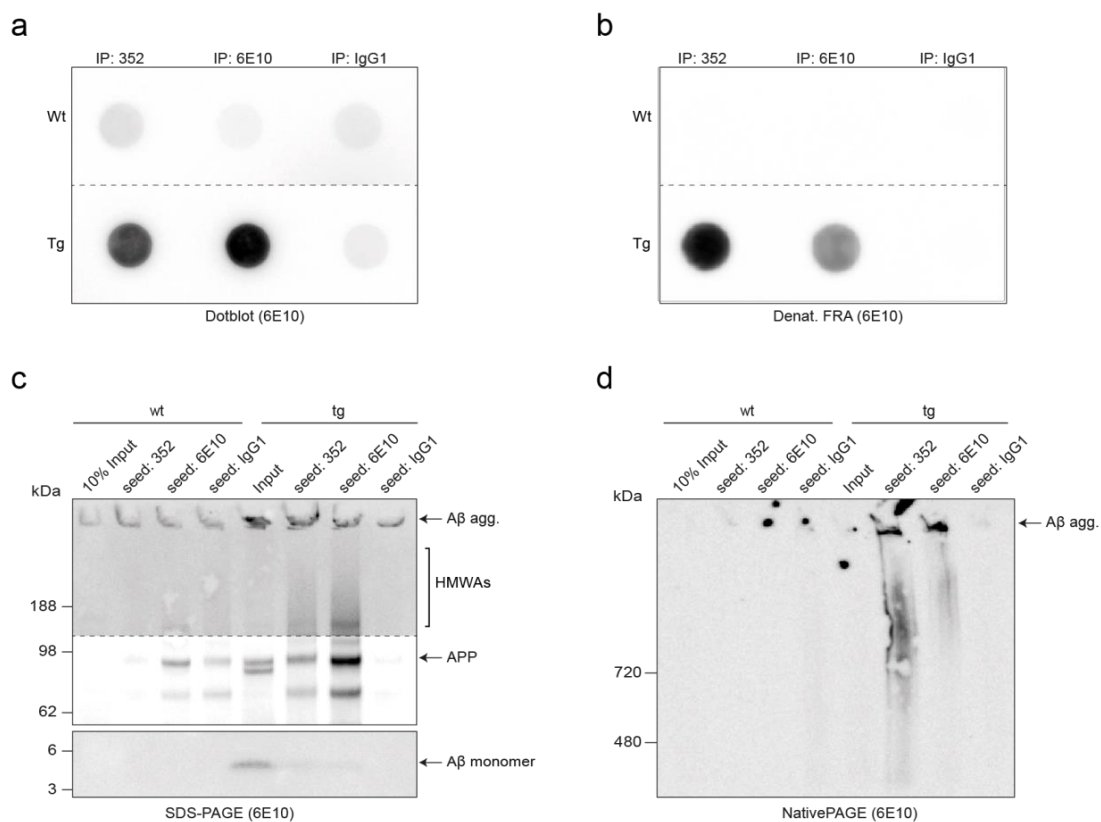 a
IP: 352 IP: 6E10 IP: IgG1
Wt
Tg
Dotblot (6E10)
b
IP: 352 IP: 6E10 IP: IgG1
Wt
Tg
Denat. FRA (6E10)
c
wt tg
10% Input seed: 352 seed: 6E10 seed: IgG1 Input seed: 352 seed: 6E10 seed: IgG1
kDa
Aβ agg.
HMWAs
188
98
APP
62
6
Aβ monomer
3
SDS-PAGE (6E10)
d
wt tg
10% Input seed: 352 seed: 6E10 seed: IgG1 Input seed: 352 seed: 6E10 seed: IgG1
kDa
Aβ agg.
720
480
NativePAGE (6E10)